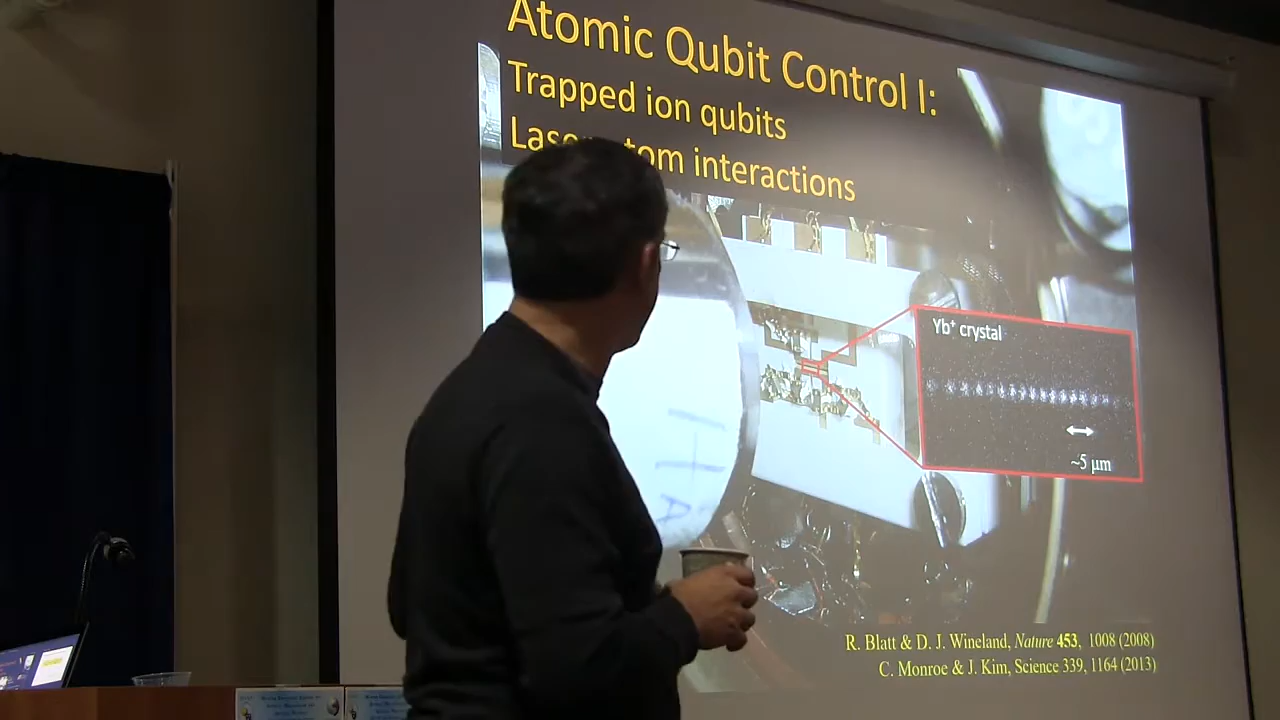 Atomic Qubit Control I:
Trapped ion qubits
Laser atom interactions
Yb⁺ crystal
~5 μm
R. Blatt & D. J. Wineland, Nature 453, 1008 (2008)
C. Monroe & J. Kim, Science 339, 1164 (2013)